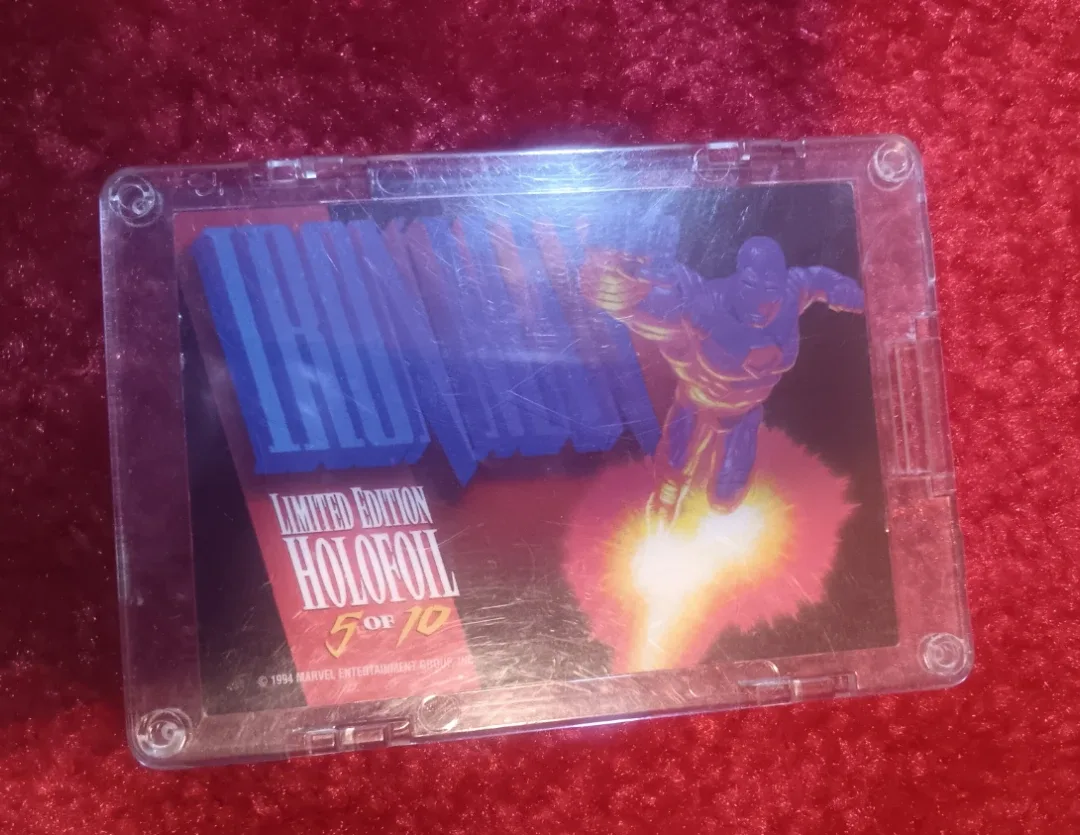 IRON MAN
LIMITED EDITION
HOLOFOIL
5 OF 10
© 1994 MARVEL ENTERTAINMENT GROUP, INC.